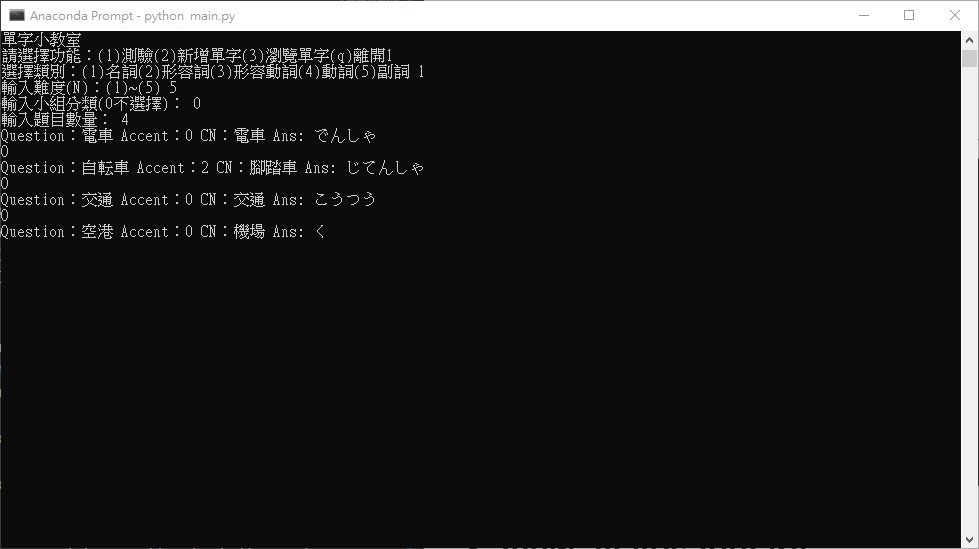 Anaconda Prompt - python main.py
單字小教室
請選擇功能：(1)測驗(2)新增單字(3)瀏覽單字(q)離開1
選擇類別：(1)名詞(2)形容詞(3)形容動詞(4)動詞(5)副詞 1
輸入難度(N)：(1)~(5) 5
輸入小組分類(0不選擇)： 0
輸入題目數量： 4
Question：電車 Accent：0 CN：電車 Ans: でんしゃ
O
Question：自転車 Accent：2 CN：腳踏車 Ans: じてんしゃ
O
Question：交通 Accent：0 CN：交通 Ans: こうつう
O
Question：空港 Accent：0 CN：機場 Ans: く